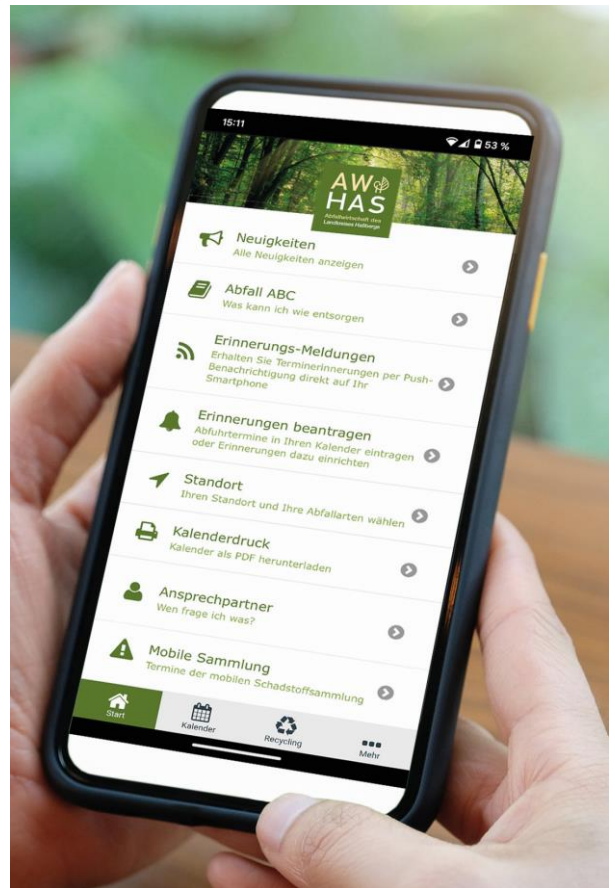 15:11
53 %
AW
HAS
Abfallwirtschaft des
Landkreises Haßberge
Neuigkeiten
Alle Neuigkeiten anzeigen
Abfall ABC
Was kann ich wie entsorgen
Erinnerungs-Meldungen
Erhalten Sie Terminerinnerungen per Push-
Benachrichtigung direkt auf Ihr
Smartphone
Erinnerungen beantragen
Abfuhrtermine in Ihren Kalender eintragen
oder Erinnerungen dazu einrichten
Standort
Ihren Standort und Ihre Abfallarten wählen
Kalenderdruck
Kalender als PDF herunterladen
Ansprechpartner
Wen frage ich was?
Mobile Sammlung
Termine der mobilen Schadstoffsammlung
Start
Kalender
Recycling
Mehr